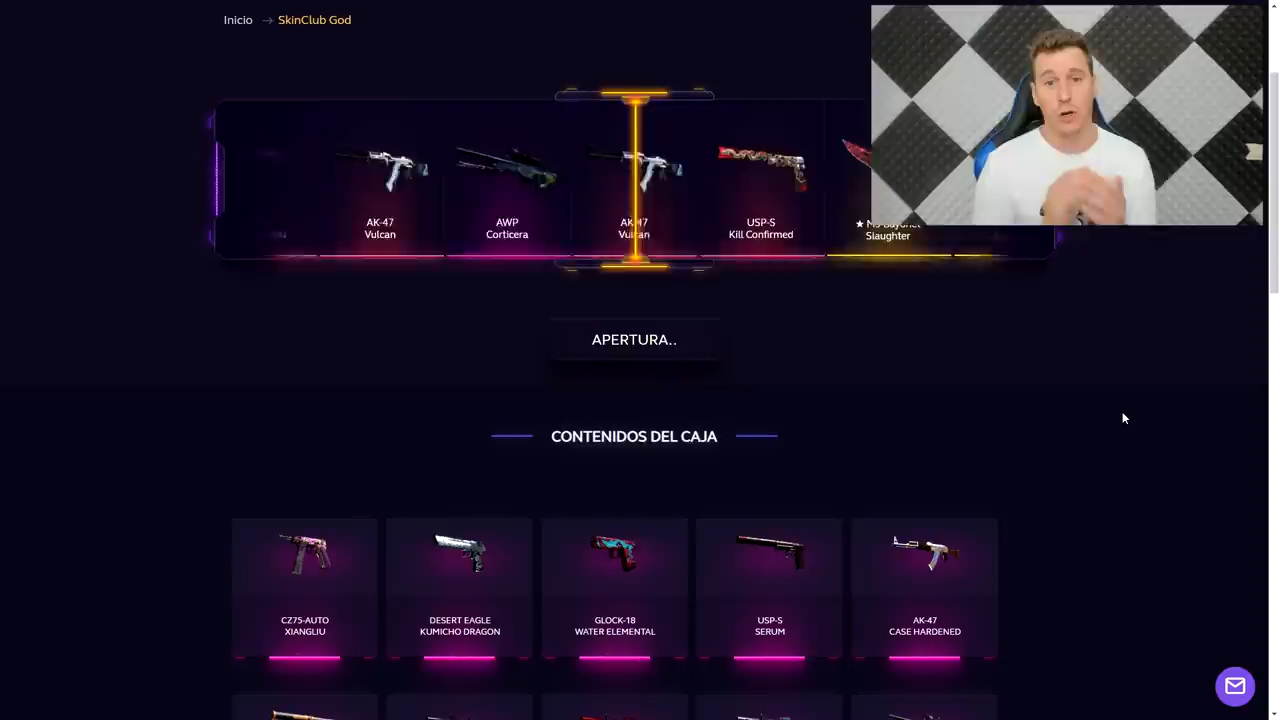 Inicio → SkinClub God
AK-47
Vulcan
AWP
Corticera
AK-47
Vulcan
USP-S
Kill Confirmed
★ M9 Bayonet
Slaughter
APERTURA..
CONTENIDOS DEL CAJA
CZ75-AUTO
XIANGLIU
DESERT EAGLE
KUMICHO DRAGON
GLOCK-18
WATER ELEMENTAL
USP-S
SERUM
AK-47
CASE HARDENED